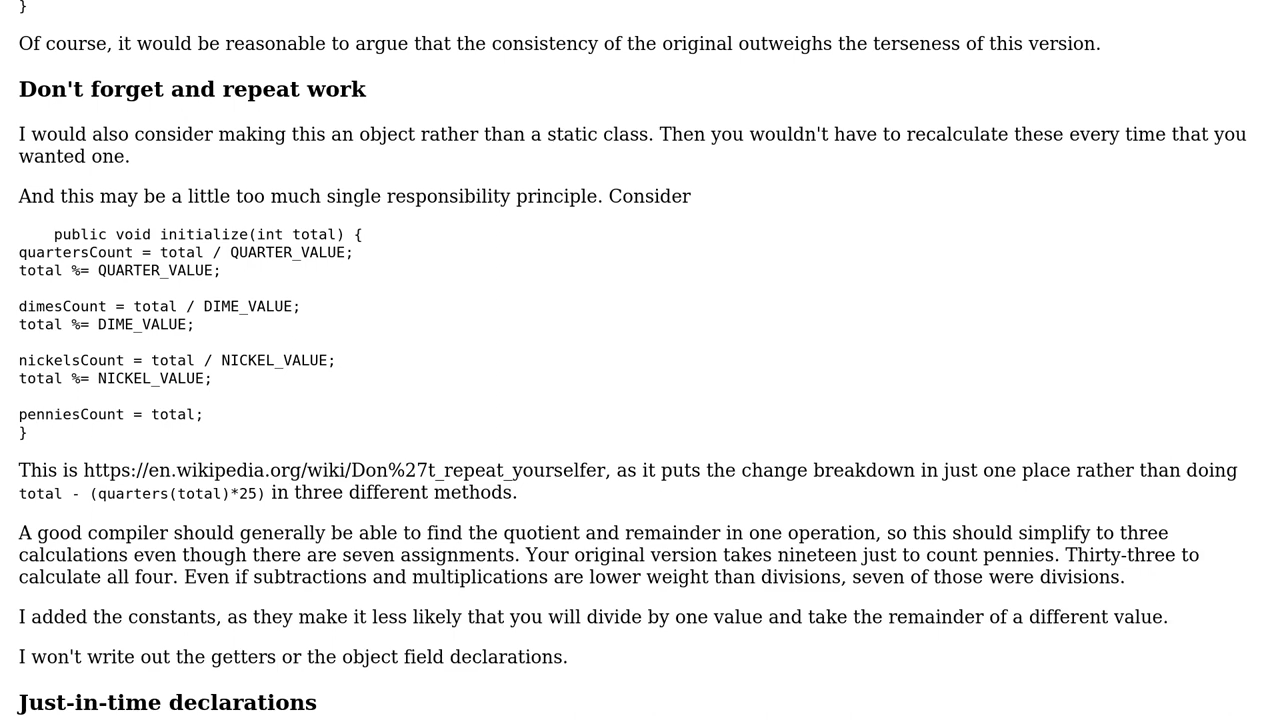 }
Of course, it would be reasonable to argue that the consistency of the original outweighs the terseness of this version.
Don't forget and repeat work
I would also consider making this an object rather than a static class. Then you wouldn't have to recalculate these every time that you
wanted one.
And this may be a little too much single responsibility principle. Consider
    public void initialize(int total) {
quartersCount = total / QUARTER_VALUE;
total %= QUARTER_VALUE;
dimesCount = total / DIME_VALUE;
total %= DIME_VALUE;
nickelsCount = total / NICKEL_VALUE;
total %= NICKEL_VALUE;
penniesCount = total;
}
This is https://en.wikipedia.org/wiki/Don%27t_repeat_yourselfer, as it puts the change breakdown in just one place rather than doing
total - (quarters(total)*25) in three different methods.
A good compiler should generally be able to find the quotient and remainder in one operation, so this should simplify to three
calculations even though there are seven assignments. Your original version takes nineteen just to count pennies. Thirty-three to
calculate all four. Even if subtractions and multiplications are lower weight than divisions, seven of those were divisions.
I added the constants, as they make it less likely that you will divide by one value and take the remainder of a different value.
I won't write out the getters or the object field declarations.
Just-in-time declarations